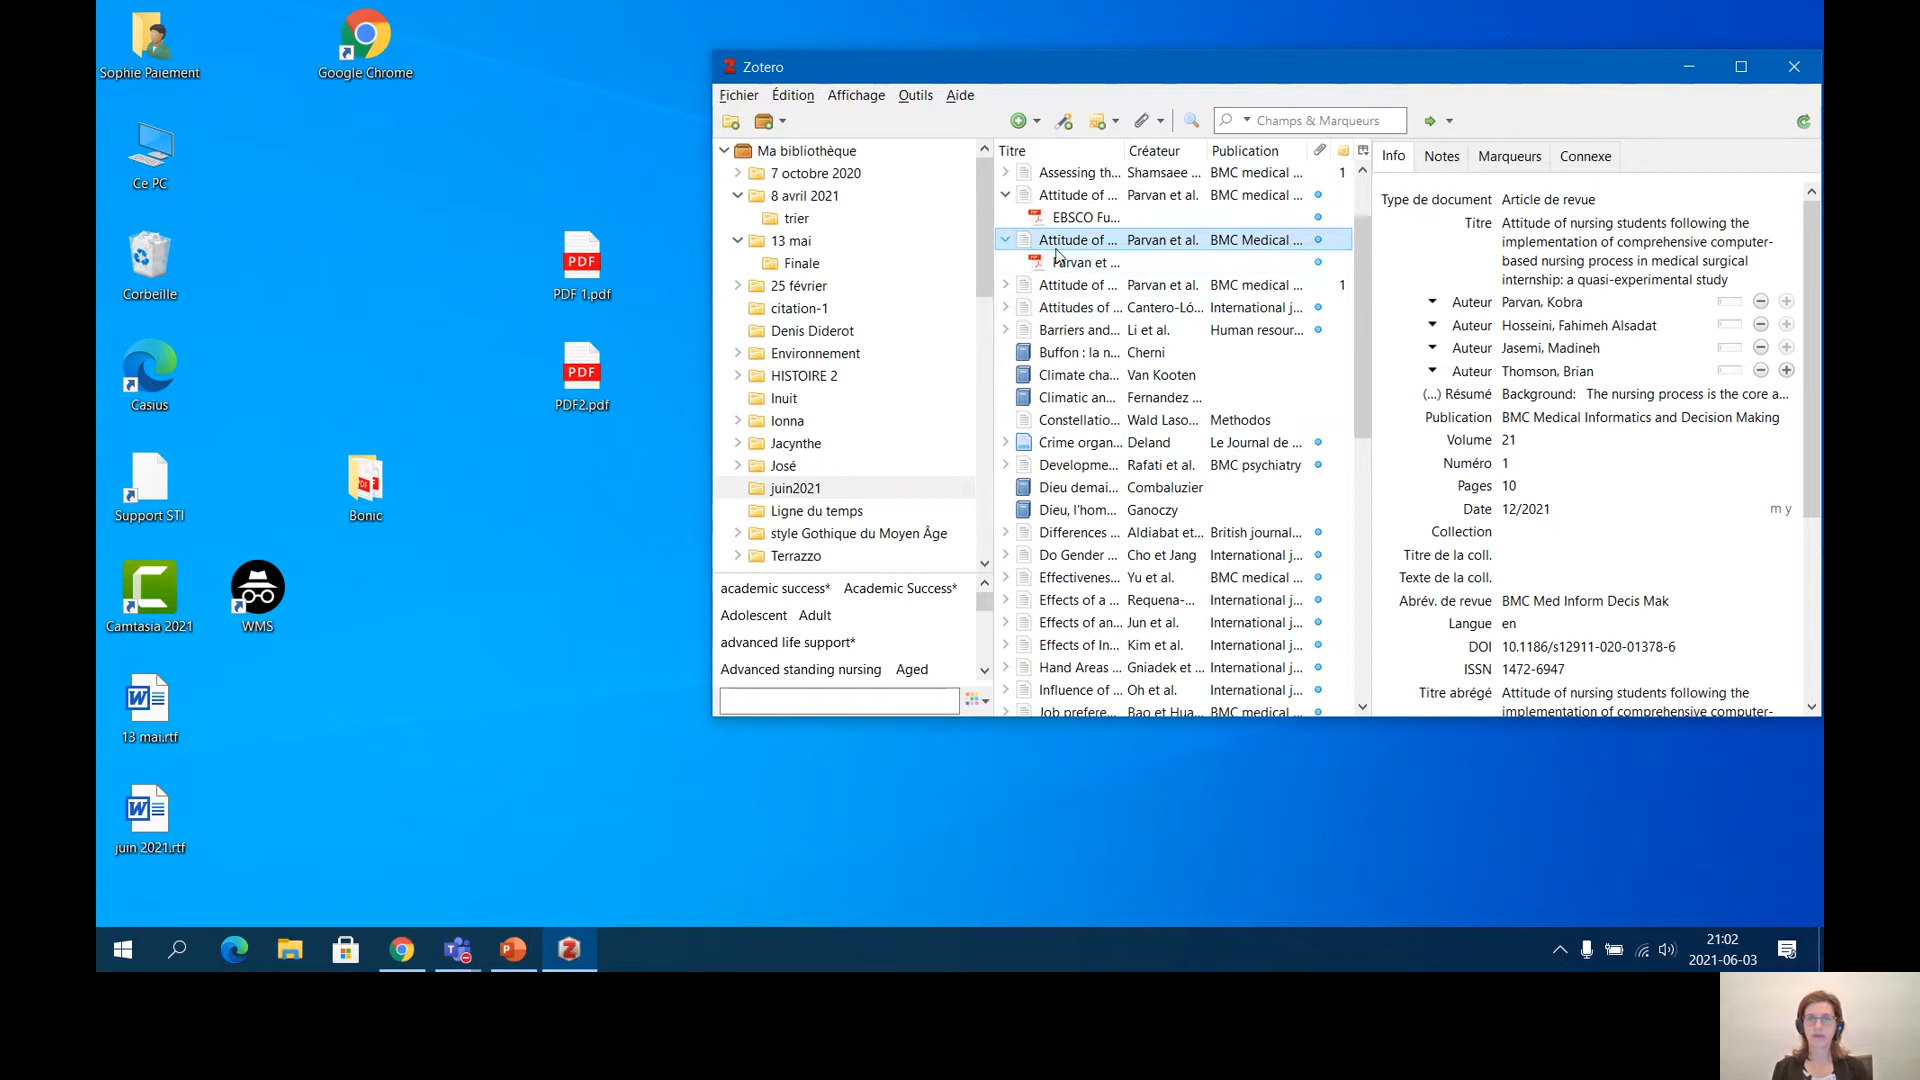 Sophie Paiement
Google Chrome
Ce PC
Corbeille
PDF
PDF 1.pdf
Casius
PDF
PDF2.pdf
Support STI
Bonic
Camtasia 2021
WMS
13 mai.rtf
juin 2021.rtf
Zotero
Fichier Édition Affichage Outils Aide
Champs & Marqueurs
Ma bibliothèque
7 octobre 2020
8 avril 2021
trier
13 mai
Finale
25 février
citation-1
Denis Diderot
Environnement
HISTOIRE 2
Inuit
Ionna
Jacynthe
José
juin2021
Ligne du temps
style Gothique du Moyen Âge
Terrazzo
academic success* Academic Success*
Adolescent Adult
advanced life support*
Advanced standing nursing Aged
Titre Créateur Publication
Assessing th... Shamsaee ... BMC medical ... 1
Attitude of ... Parvan et al. BMC medical ...
EBSCO Fu...
Attitude of ... Parvan et al. BMC Medical ...
Parvan et ...
Attitude of ... Parvan et al. BMC medical ... 1
Attitudes of ... Cantero-Ló... International j...
Barriers and... Li et al. Human resour...
Buffon : la n... Cherni
Climate cha... Van Kooten
Climatic an... Fernandez ...
Constellatio... Wald Laso... Methodos
Crime organ... Deland Le Journal de ...
Developme... Rafati et al. BMC psychiatry
Dieu demai... Combaluzier
Dieu, l'hom... Ganoczy
Differences ... Aldiabat et... British journal...
Do Gender ... Cho et Jang International j...
Effectivenes... Yu et al. BMC medical ...
Effects of a ... Requena-... International j...
Effects of an... Jun et al. International j...
Effects of In... Kim et al. International j...
Hand Areas ... Gniadek et ... International j...
Influence of ... Oh et al. International j...
Job prefere... Bao et Hua... BMC medical ...
Info Notes Marqueurs Connexe
Type de document Article de revue
Titre Attitude of nursing students following the
implementation of comprehensive computer-
based nursing process in medical surgical
internship: a quasi-experimental study
Auteur Parvan, Kobra
Auteur Hosseini, Fahimeh Alsadat
Auteur Jasemi, Madineh
Auteur Thomson, Brian
(...) Résumé Background: The nursing process is the core a...
Publication BMC Medical Informatics and Decision Making
Volume 21
Numéro 1
Pages 10
Date 12/2021 m y
Collection
Titre de la coll.
Texte de la coll.
Abrév. de revue BMC Med Inform Decis Mak
Langue en
DOI 10.1186/s12911-020-01378-6
ISSN 1472-6947
Titre abrégé Attitude of nursing students following the
implementation of comprehensive computer-
21:02
2021-06-03